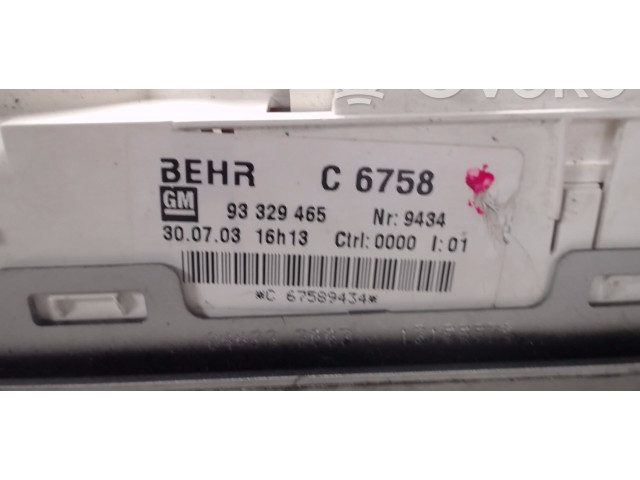 BEHR C 6758
GM 93 329 465 Nr: 9434
30.07.03 16h13 Ctrl:0000 I:01
*C 67589434*